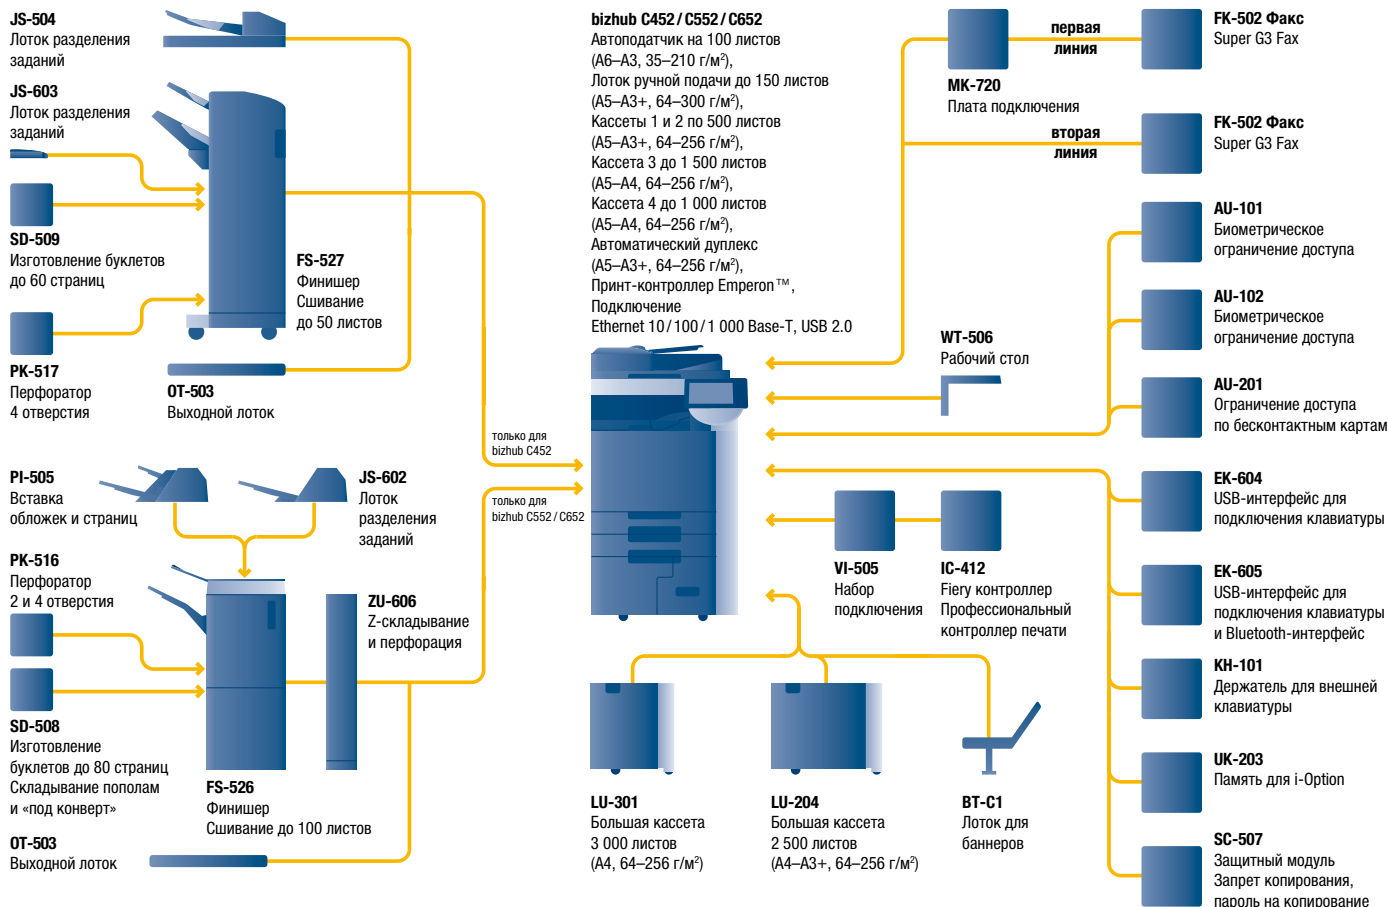 JS-504
Лоток разделения
заданий
JS-603
Лоток разделения
заданий
SD-509
Изготовление буклетов
до 60 страниц
PK-517
Перфоратор
4 отверстия
FS-527
Финишер
Сшивание
до 50 листов
OT-503
Выходной лоток
PI-505
Вставка
обложек и страниц
JS-602
Лоток
разделения
заданий
PK-516
Перфоратор
2 и 4 отверстия
SD-508
Изготовление
буклетов до 80 страниц
Складывание пополам
и «под конверт»
OT-503
Выходной лоток
FS-526
Финишер
Сшивание до 100 листов
ZU-606
Z-складывание
и перфорация
только для
bizhub C452
только для
bizhub C552 / C652
bizhub C452 / C552 / C652
Автоподатчик на 100 листов
(A6–A3, 35–210 г/м²),
Лоток ручной подачи до 150 листов
(A5–A3+, 64–300 г/м²),
Кассеты 1 и 2 по 500 листов
(A5–A3+, 64–256 г/м²),
Кассета 3 до 1 500 листов
(A5–A4, 64–256 г/м²),
Кассета 4 до 1 000 листов
(A5–A4, 64–256 г/м²),
Автоматический дуплекс
(A5–A3+, 64–256 г/м²),
Принт-контроллер Emperon™,
Подключение
Ethernet 10 / 100 / 1 000 Base-T, USB 2.0
LU-301
Большая кассета
3 000 листов
(A4, 64–256 г/м²)
LU-204
Большая кассета
2 500 листов
(A4–A3+, 64–256 г/м²)
BT-C1
Лоток для
баннеров
VI-505
Набор
подключения
IC-412
Fiery контроллер
Профессиональный
контроллер печати
WT-506
Рабочий стол
MK-720
Плата подключения
первая
линия
вторая
линия
FK-502 Факс
Super G3 Fax
FK-502 Факс
Super G3 Fax
AU-101
Биометрическое
ограничение доступа
AU-102
Биометрическое
ограничение доступа
AU-201
Ограничение доступа
по бесконтактным картам
EK-604
USB-интерфейс для
подключения клавиатуры
EK-605
USB-интерфейс для
подключения клавиатуры
и Bluetooth-интерфейс
KH-101
Держатель для внешней
клавиатуры
UK-203
Память для i-Option
SC-507
Защитный модуль
Запрет копирования,
пароль на копирование